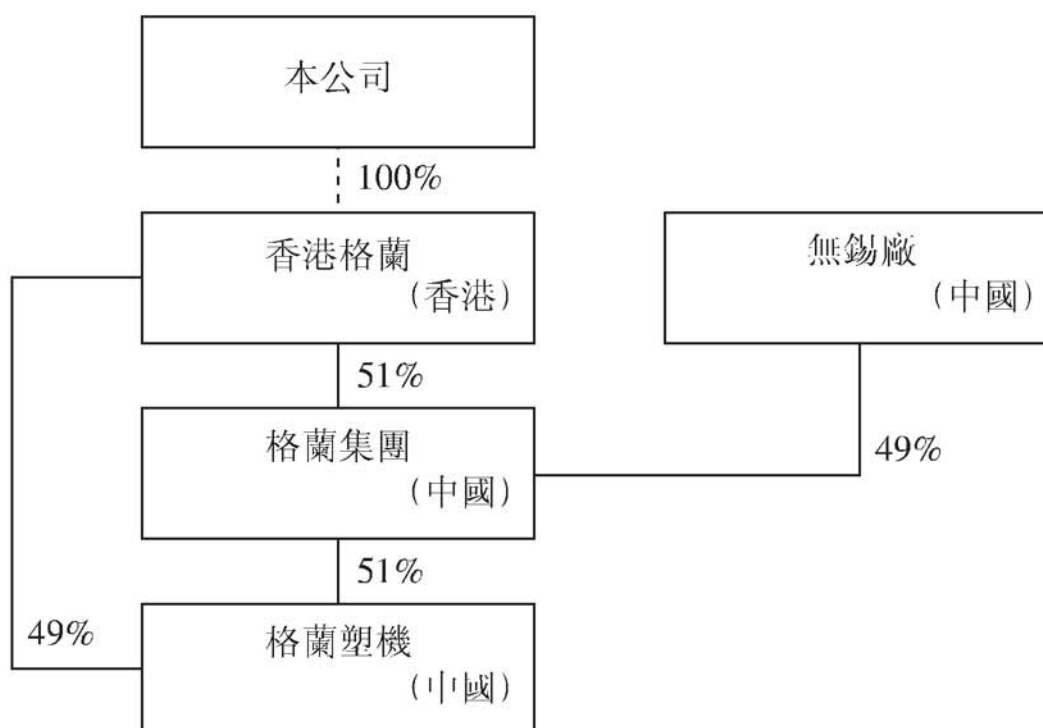 本公司
100%
香港格蘭
(香港)
無錫廠
(中國)
51%
格蘭集團
(中國)
49%
51%
49%
格蘭塑機
(中國)